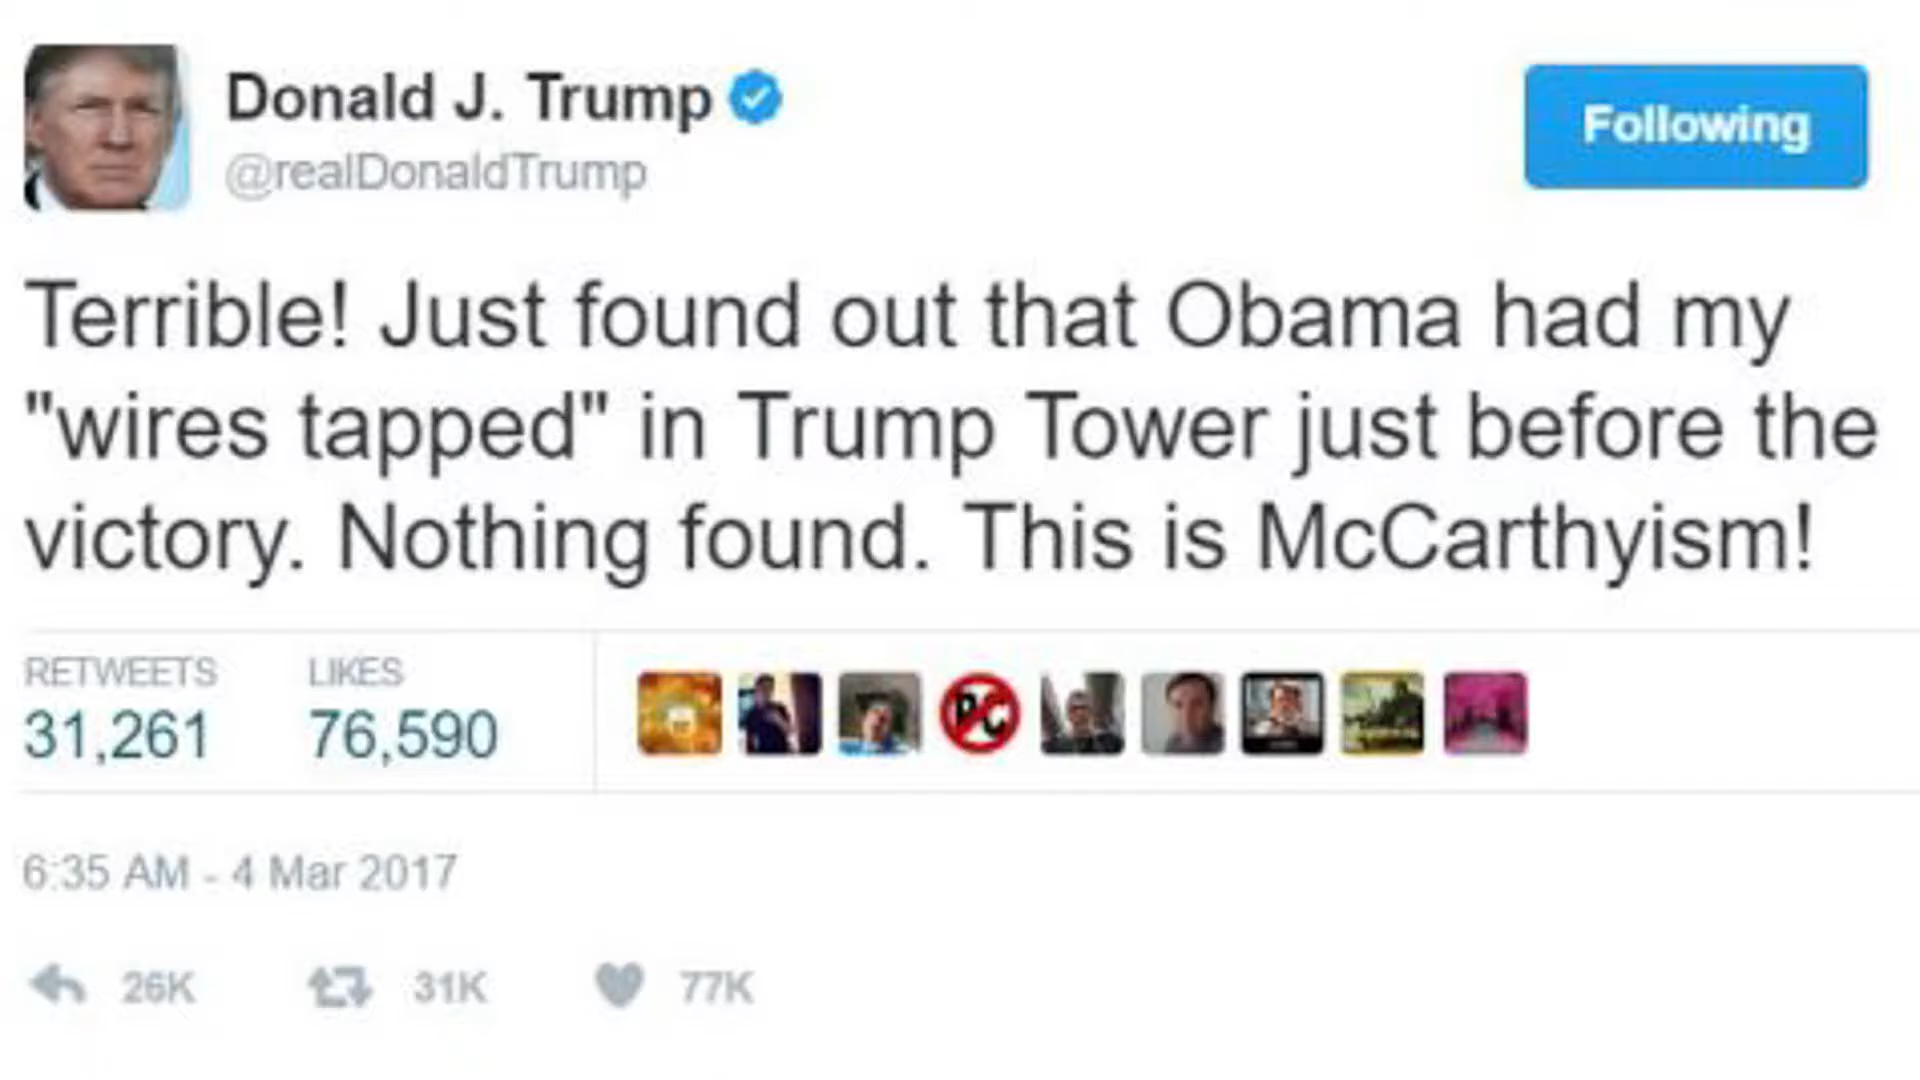 Donald J. Trump
@realDonaldTrump
Following
Terrible! Just found out that Obama had my
"wires tapped" in Trump Tower just before the
victory. Nothing found. This is McCarthyism!
RETWEETS LIKES
31,261 76,590
PC
6:35 AM - 4 Mar 2017
26K 31K 77K